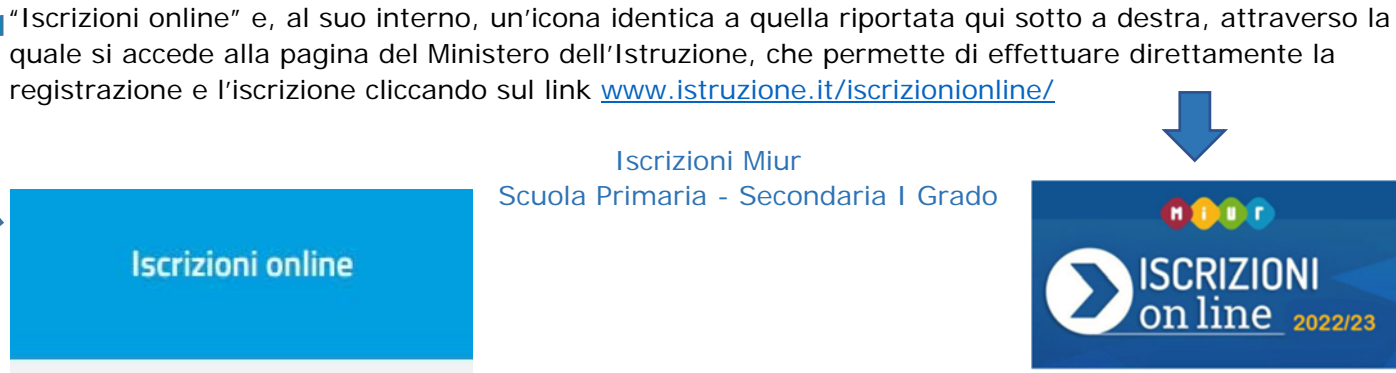 “Iscrizioni online” e, al suo interno, un’icona identica a quella riportata qui sotto a destra, attraverso la
quale si accede alla pagina del Ministero dell’Istruzione, che permette di effettuare direttamente la
registrazione e l’iscrizione cliccando sul link www.istruzione.it/iscrizionionline/
Iscrizioni Miur
Scuola Primaria - Secondaria I Grado
Iscrizioni online
miur
ISCRIZIONI
on line 2022/23